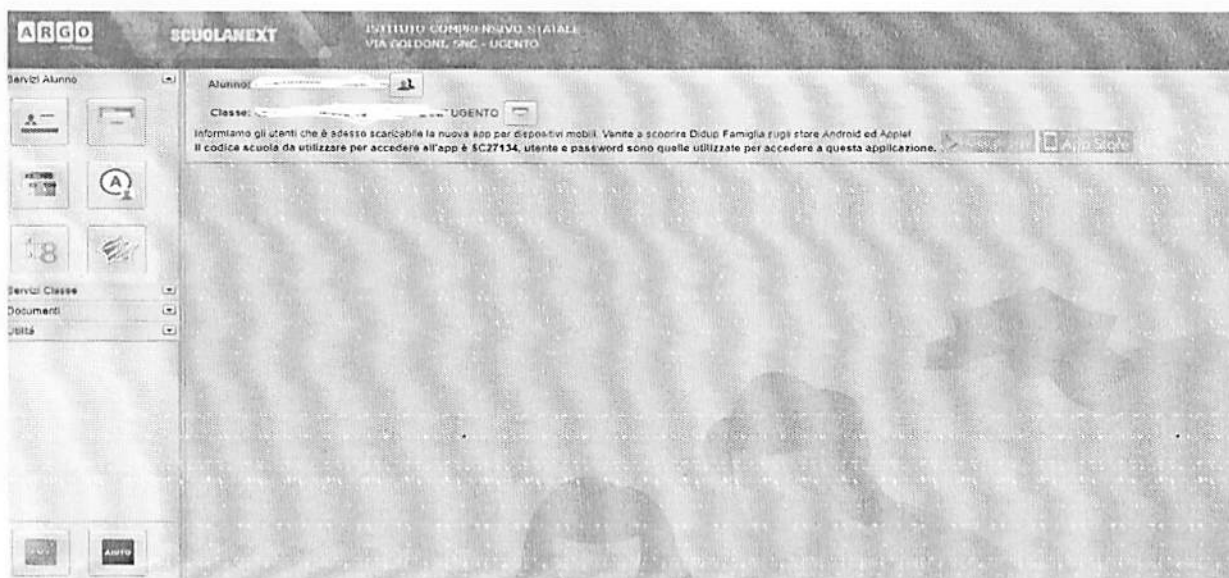 ARGO
software
SCUOLANEXT
ISTITUTO COMPRENSIVO STATALE
VIA GOLDONI, SNC - UGENTO
Servizi Alunno
Alunno:
Classe: UGENTO
Informiamo gli utenti che è adesso scaricabile la nuova app per dispositivi mobili. Venite a scoprire Didup Famiglia sugli store Android ed Apple!
Il codice scuola da utilizzare per accedere all'app è SC27134, utente e password sono quelle utilizzate per accedere a questa applicazione.
App Store
A
8
Servizi Classe
Documenti
Utilità
AIUTO